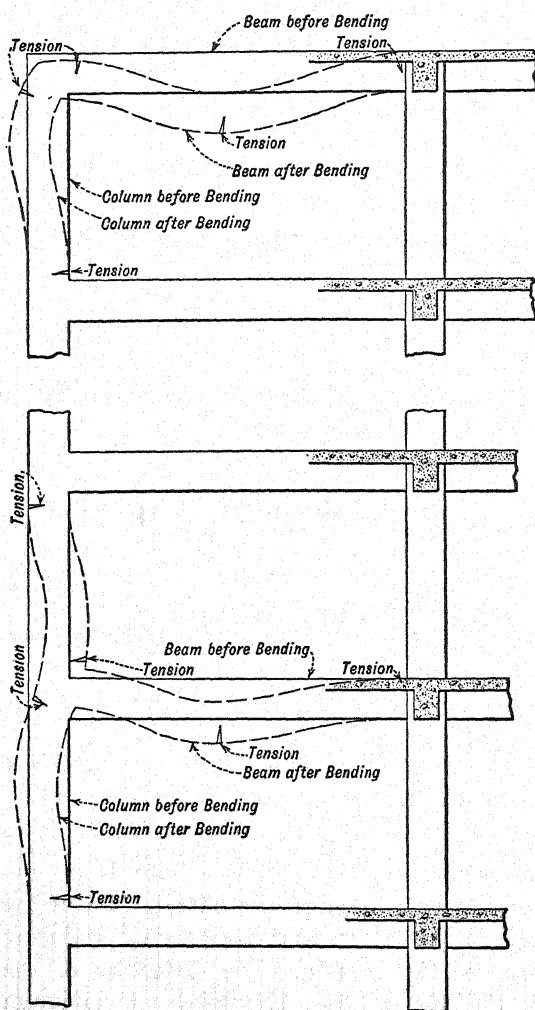 Beam before Bending
Tension
Tension
Tension
Beam after Bending
Column before Bending
Column after Bending
Tension
Tension
Beam before Bending
Tension
Tension
Tension
Tension
Beam after Bending
Column before Bending
Column after Bending
Tension